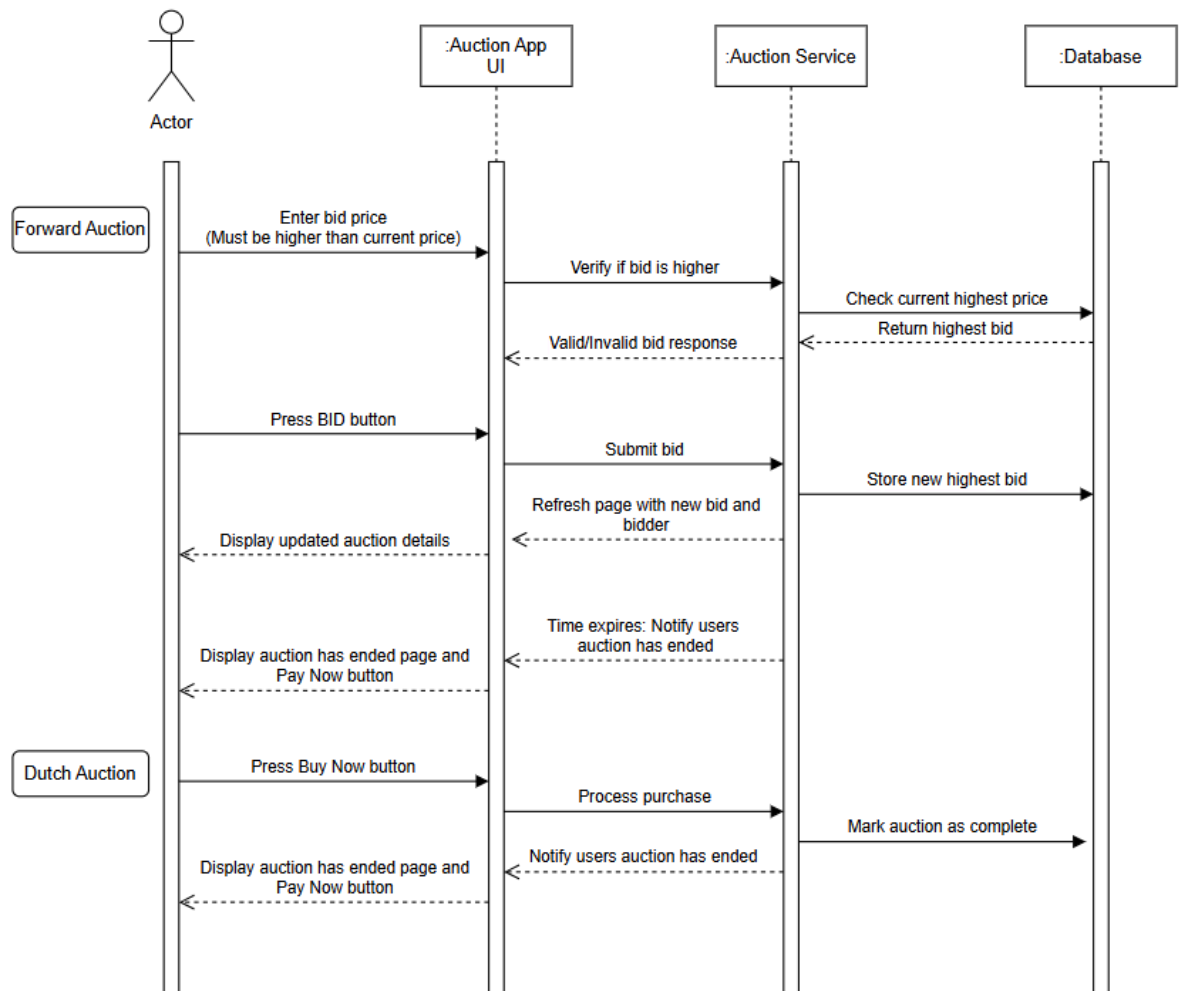 :Auction App
UI
:Auction Service
:Database
Actor
Forward Auction
Enter bid price
(Must be higher than current price)
Verify if bid is higher
Check current highest price
Return highest bid
Valid/Invalid bid response
Press BID button
Submit bid
Store new highest bid
Refresh page with new bid and
bidder
Display updated auction details
Time expires: Notify users
auction has ended
Display auction has ended page and
Pay Now button
Dutch Auction
Press Buy Now button
Process purchase
Mark auction as complete
Notify users auction has ended
Display auction has ended page and
Pay Now button